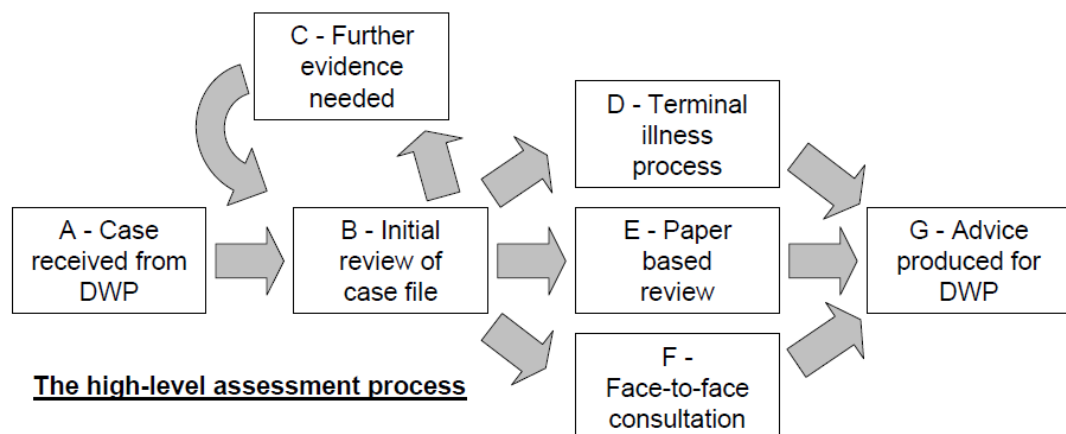 C - Further
evidence
needed
D - Terminal
illness
process
A - Case
received from
DWP
B - Initial
review of
case file
E - Paper
based
review
G - Advice
produced for
DWP
F -
Face-to-face
consultation
The high-level assessment process